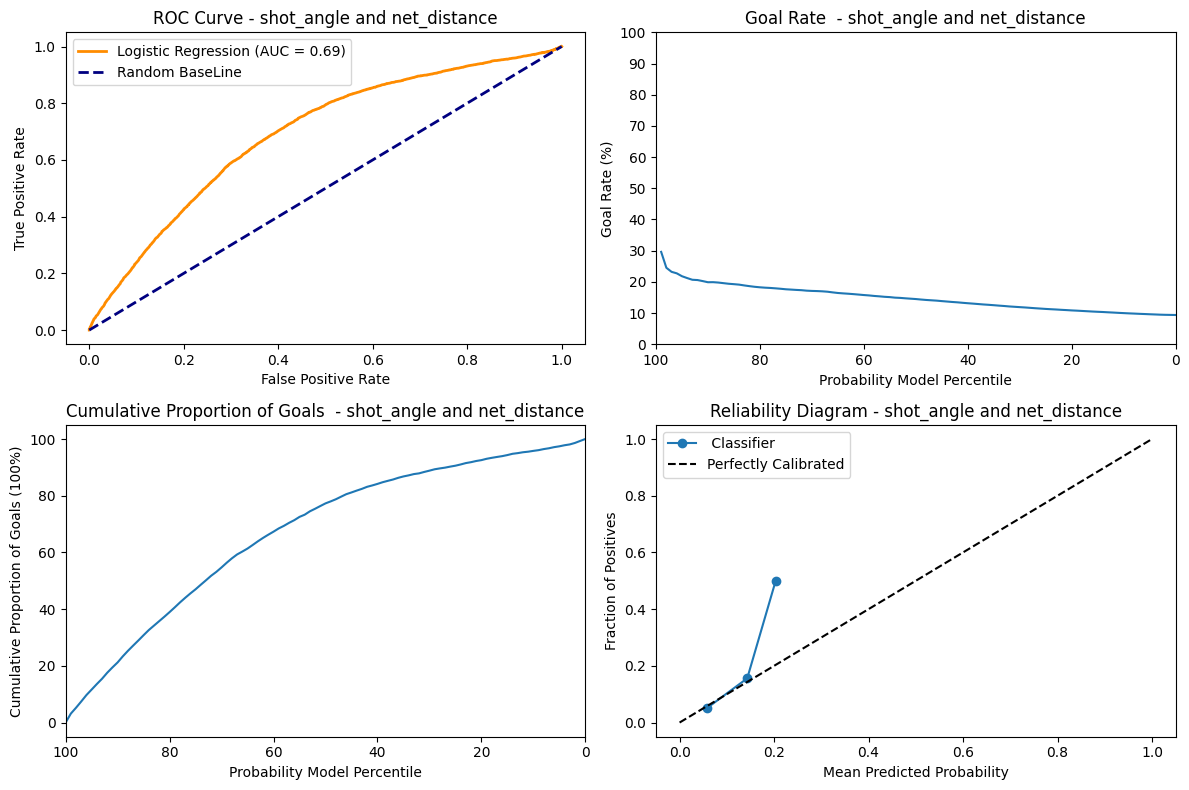 ROC Curve - shot_angle and net_distance
Logistic Regression (AUC = 0.69)
Random BaseLine
True Positive Rate
1.0
0.8
0.6
0.4
0.2
0.0
0.0 0.2 0.4 0.6 0.8 1.0
False Positive Rate
Goal Rate  - shot_angle and net_distance
Goal Rate (%)
100
90
80
70
60
50
40
30
20
10
0
100 80 60 40 20 0
Probability Model Percentile
Cumulative Proportion of Goals  - shot_angle and net_distance
Cumulative Proportion of Goals (100%)
100
80
60
40
20
0
100 80 60 40 20 0
Probability Model Percentile
Reliability Diagram - shot_angle and net_distance
Classifier
Perfectly Calibrated
Fraction of Positives
1.0
0.8
0.6
0.4
0.2
0.0
0.0 0.2 0.4 0.6 0.8 1.0
Mean Predicted Probability